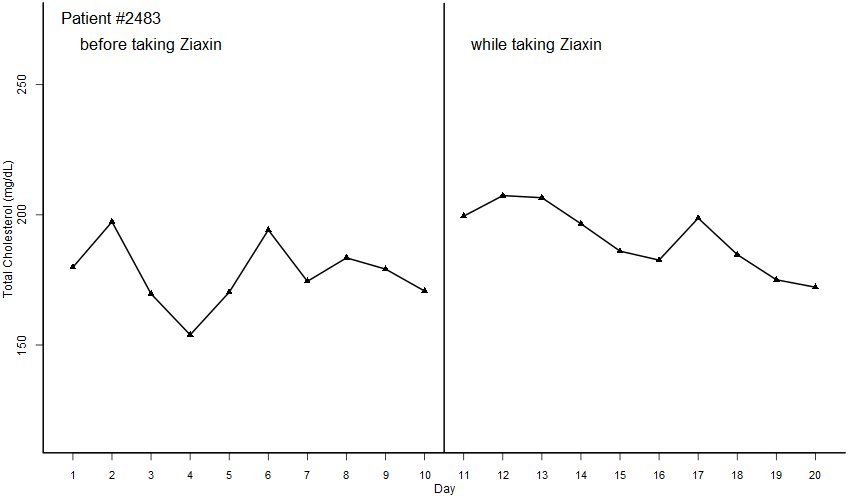 Patient #2483
before taking Ziaxin
while taking Ziaxin
Total Cholesterol (mg/dL)
250
200
150
1 2 3 4 5 6 7 8 9 10 11 12 13 14 15 16 17 18 19 20
Day